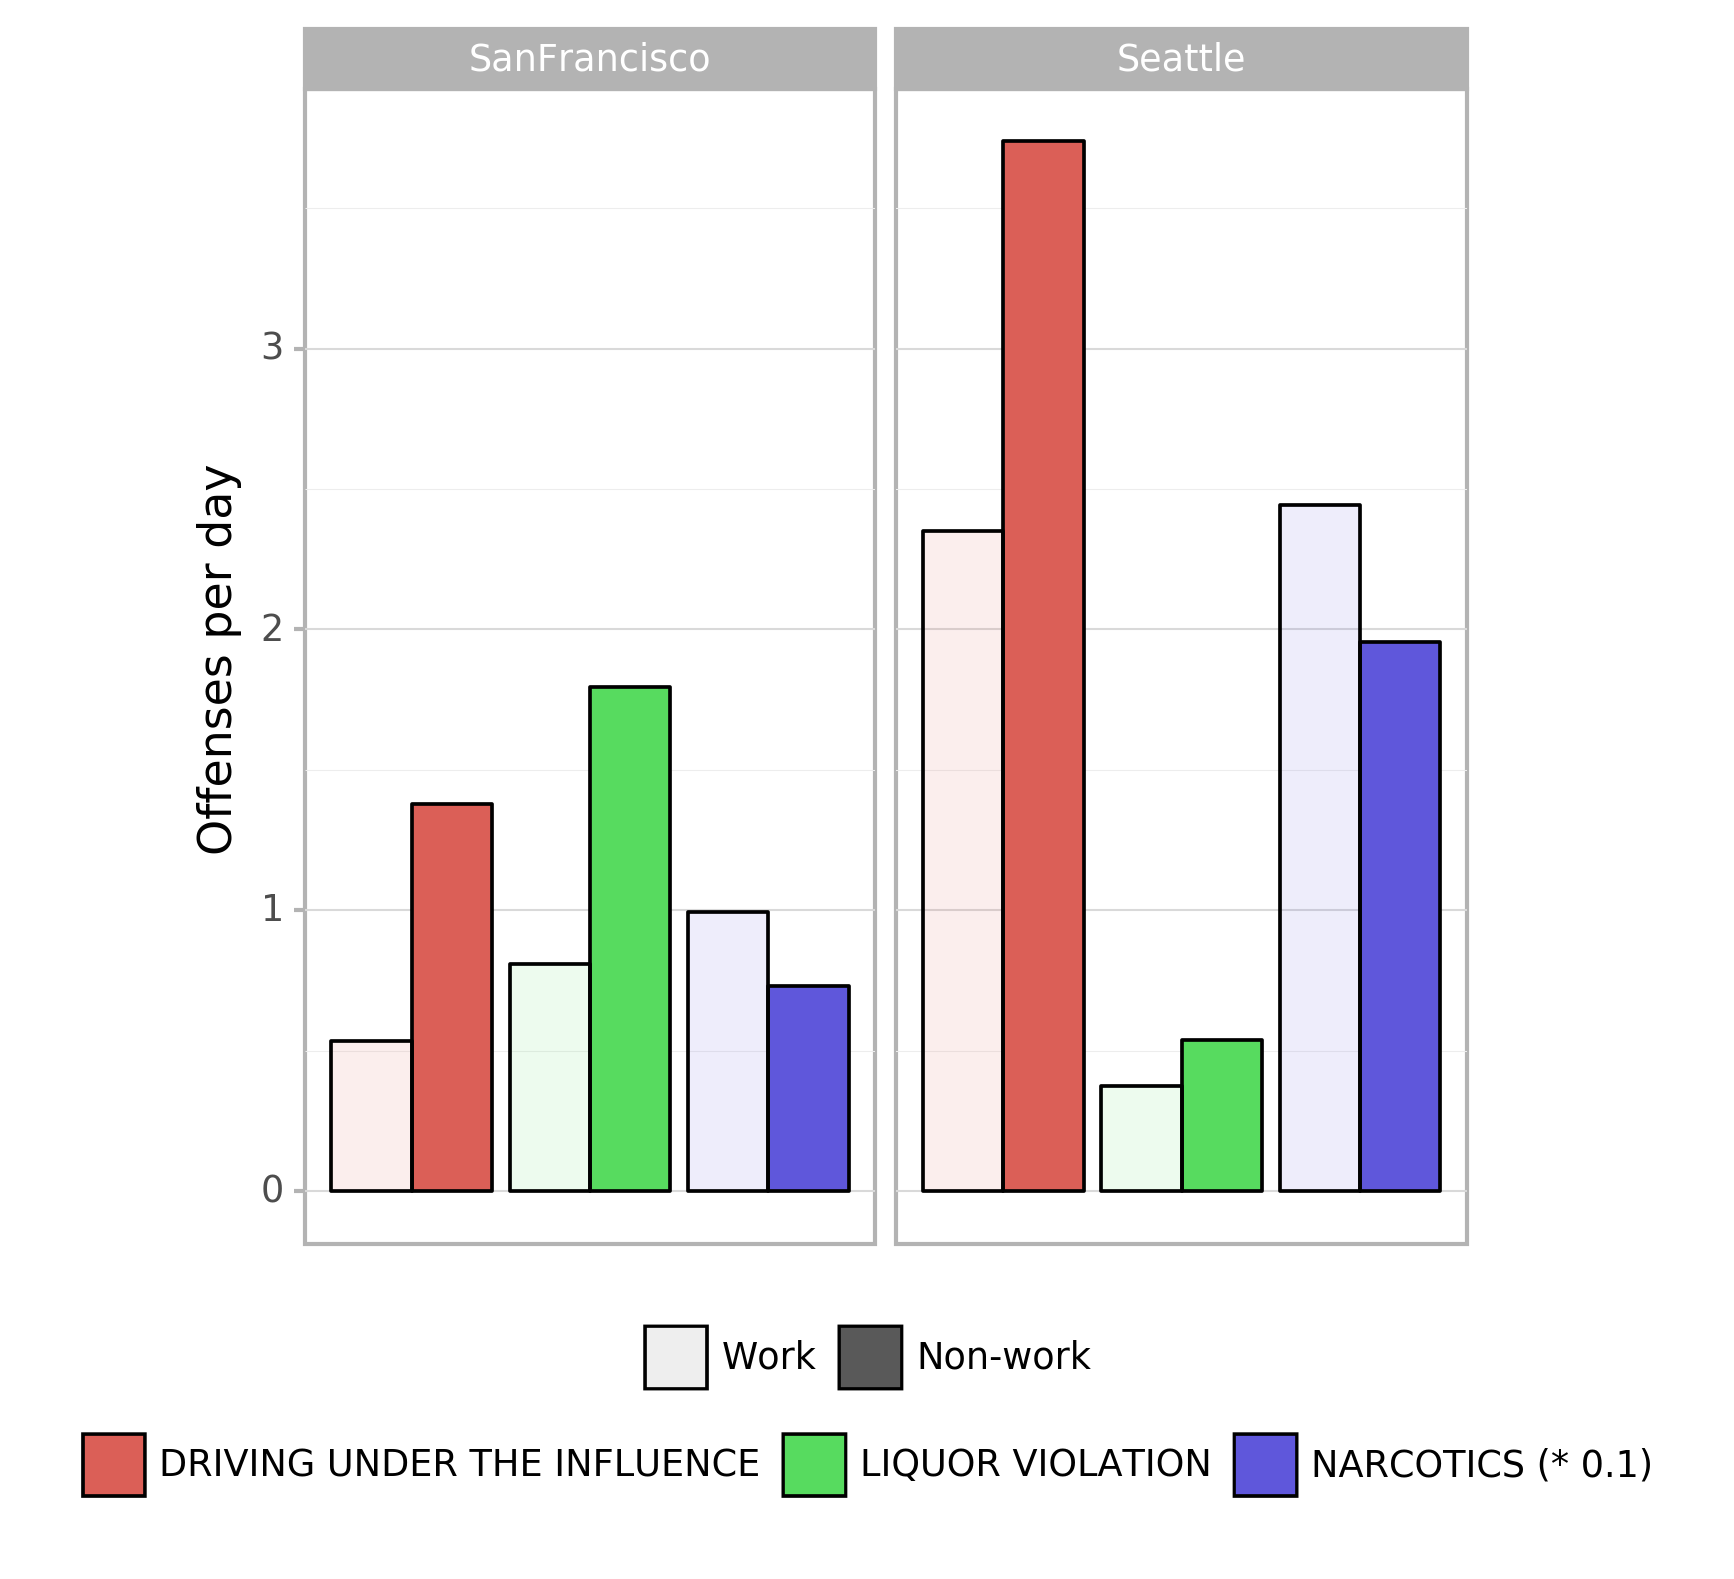 SanFrancisco
Seattle
Offenses per day
3
2
1
0
Work
Non-work
DRIVING UNDER THE INFLUENCE
LIQUOR VIOLATION
NARCOTICS (* 0.1)